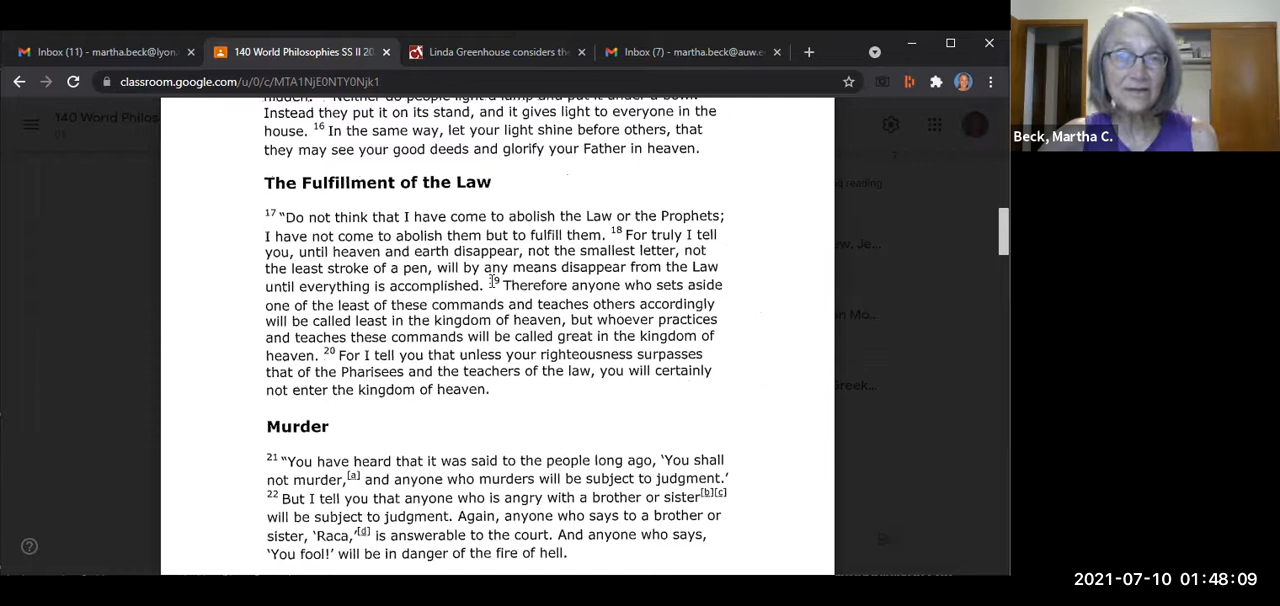 Inbox (11) - martha.beck@lyon.
140 World Philosophies SS II 20
Linda Greenhouse considers the
Inbox (7) - martha.beck@auw.e
classroom.google.com/u/0/c/MTA1NjE0NTY0Njk1
Beck, Martha C.
140 World Philos
Instead they put it on its stand, and it gives light to everyone in the
house. 16 In the same way, let your light shine before others, that
they may see your good deeds and glorify your Father in heaven.
The Fulfillment of the Law
17 “Do not think that I have come to abolish the Law or the Prophets;
I have not come to abolish them but to fulfill them. 18 For truly I tell
you, until heaven and earth disappear, not the smallest letter, not
the least stroke of a pen, will by any means disappear from the Law
until everything is accomplished. 19 Therefore anyone who sets aside
one of the least of these commands and teaches others accordingly
will be called least in the kingdom of heaven, but whoever practices
and teaches these commands will be called great in the kingdom of
heaven. 20 For I tell you that unless your righteousness surpasses
that of the Pharisees and the teachers of the law, you will certainly
not enter the kingdom of heaven.
Murder
21 “You have heard that it was said to the people long ago, ‘You shall
not murder,[a] and anyone who murders will be subject to judgment.’
22 But I tell you that anyone who is angry with a brother or sister[b][c]
will be subject to judgment. Again, anyone who says to a brother or
sister, ‘Raca,’[d] is answerable to the court. And anyone who says,
‘You fool!’ will be in danger of the fire of hell.
reading
ew, Je...
on Mo...
Greek...
2021-07-10 01:48:09